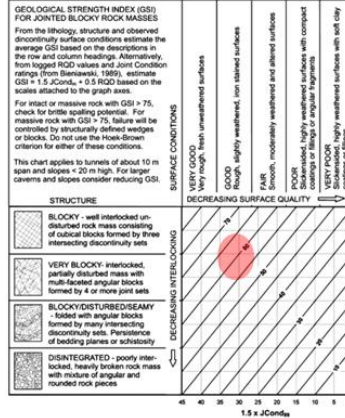 GEOLOGICAL STRENGTH INDEX (GSI)
FOR JOINTED BLOCKY ROCK MASSES
From the lithology, structure and observed
dincontinuity surface conditions estimate the
average GSI based on the descriptions in
the row and column headings. Alternatively,
from logged RQD values and Joint Condition
ratings (from Bieniawski, 1989), estimate
GSI = 1.5 JCond₈₉ + 0.5 RQD based on the
scales attached to the graph axes.
For intact or massive rock with GSI > 75,
check for brittle spalling potential. For
massive rock with GSI > 75, failure will be
controlled by structurally defined wedges
or blocks. Do not use the Hoek-Brown
criterion for either of these conditions.
This chart applies to tunnels of about 10 m
span and slopes < 20 m high. For larger
caverns and slopes consider reducing GSI.
SURFACE CONDITIONS
VERY GOOD
Very rough, fresh unweathered surfaces
GOOD
Rough, slightly weathered, iron stained surfaces
FAIR
Smooth, moderately weathered and altered surfaces
POOR
Slickensided, highly weathered surfaces with compact
coatings or fillings or angular fragments
VERY POOR
Slickensided, highly weathered surfaces with soft clay
STRUCTURE
DECREASING SURFACE QUALITY
DECREASING INTERLOCKING
BLOCKY - well interlocked un-
disturbed rock mass consisting
of cubical blocks formed by three
intersecting discontinuity sets
VERY BLOCKY- interlocked,
partially disturbed mass with
multi-faceted angular blocks
formed by 4 or more joint sets
BLOCKY/DISTURBED/SEAMY
- folded with angular blocks
formed by many intersecting
discontinuity sets. Persistence
of bedding planes or schistosity
DISINTEGRATED - poorly inter-
locked, heavily broken rock mass
with mixture of angular and
rounded rock pieces
70
60
50
40
30
20
10
45 40 35 30 25 20 15 10 5
1.5 x JCond₈₉